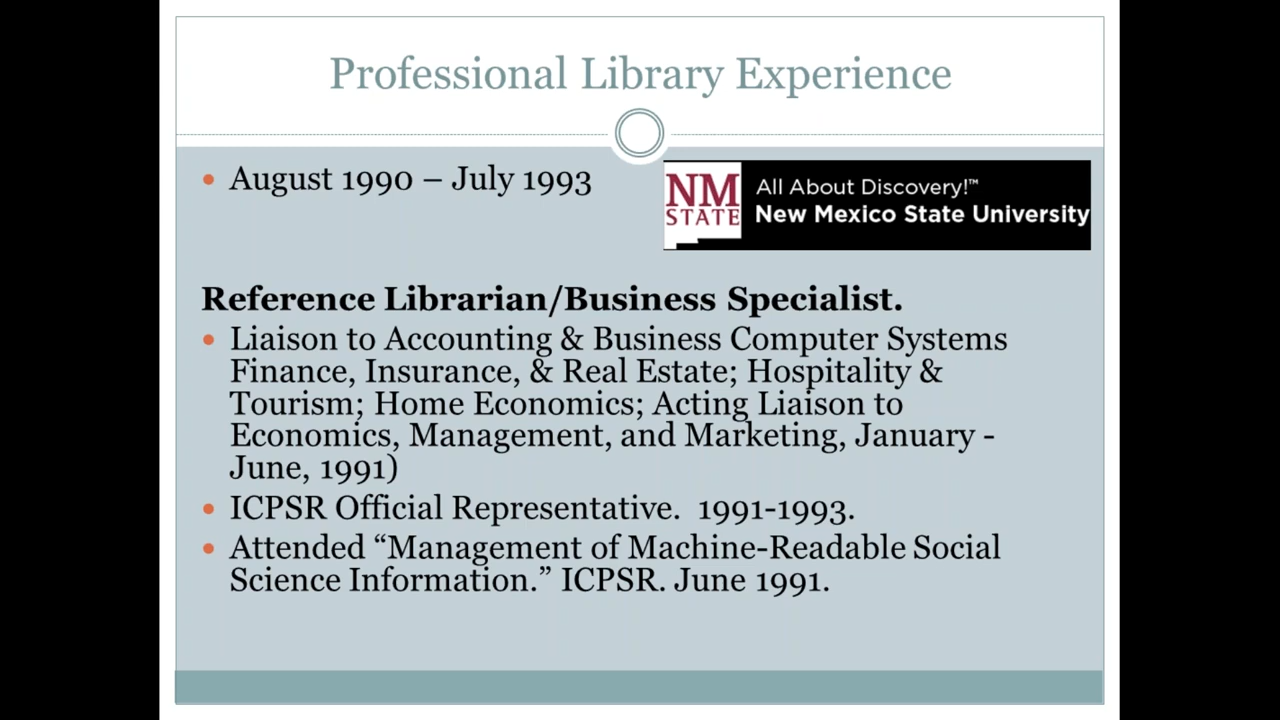 Professional Library Experience
• August 1990 – July 1993
NM
STATE
All About Discovery!™
New Mexico State University
Reference Librarian/Business Specialist.
• Liaison to Accounting & Business Computer Systems
Finance, Insurance, & Real Estate; Hospitality &
Tourism; Home Economics; Acting Liaison to
Economics, Management, and Marketing, January -
June, 1991)
• ICPSR Official Representative.  1991-1993.
• Attended “Management of Machine-Readable Social
Science Information.” ICPSR. June 1991.